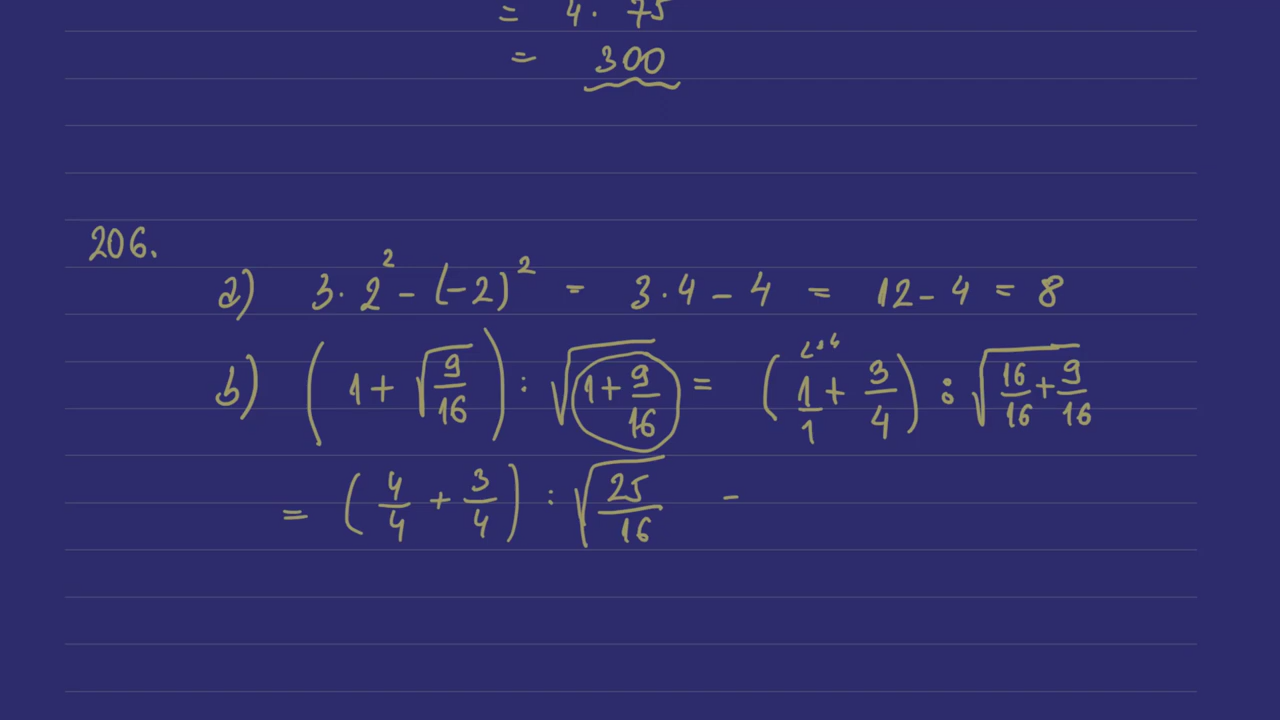 = 4 · 75
= 300
206.
a) 3 · 2² - (-2)² = 3 · 4 - 4 = 12 - 4 = 8
b) (1 + √(9/16)) : √(1 + 9/16) = (1/1 + 3/4) : √(16/16 + 9/16)
= (4/4 + 3/4) : √(25/16) -